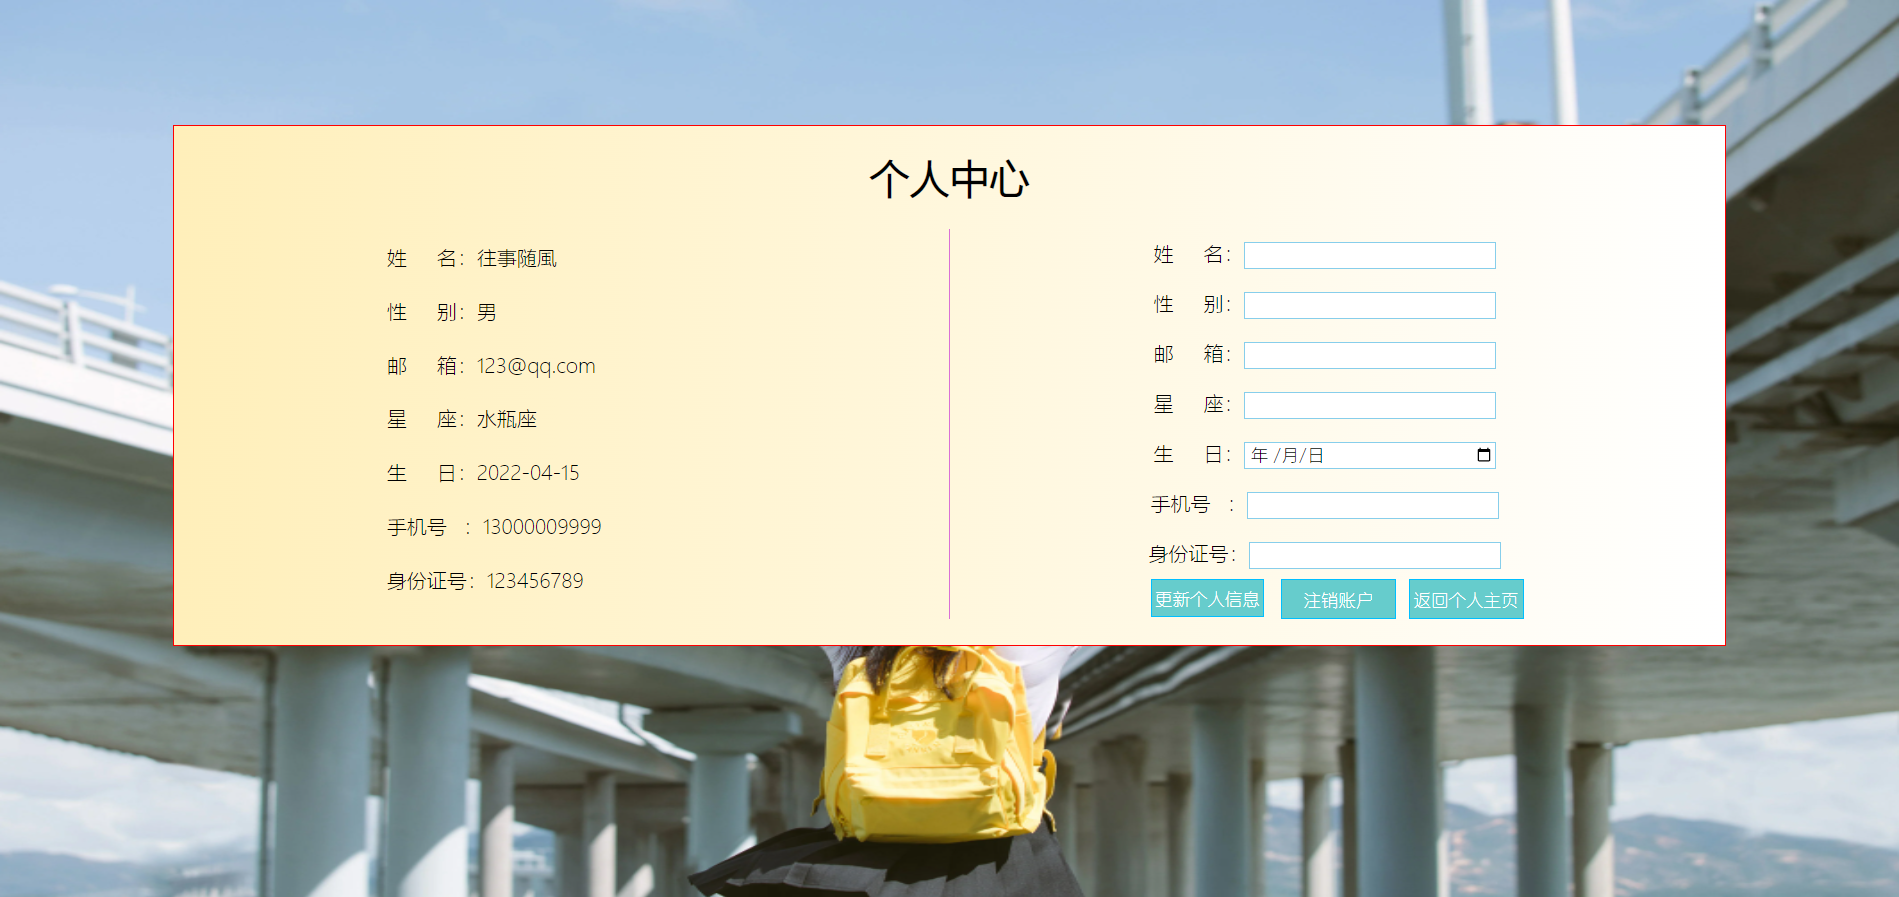 个人中心
姓 名：往事随風
性 别：男
邮 箱：123@qq.com
星 座：水瓶座
生 日：2022-04-15
手机号 ：13000009999
身份证号：123456789
姓 名：
性 别：
邮 箱：
星 座：
生 日：年 /月/日
手机号 ：
身份证号：
更新个人信息 注销账户 返回个人主页